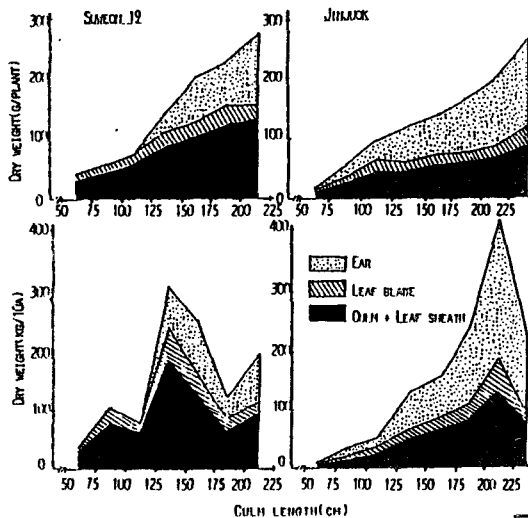 SUWEON 19
JINJUOK
DRY WEIGHT(G/PLANT)
300
200
100
0
50 75 100 125 150 175 200 225
300
200
100
0
50 75 100 125 150 175 200 225
DRY WEIGHT(KG/10A)
400
300
200
100
0
50 75 100 125 150 175 200 225
400
300
200
100
0
50 75 100 125 150 175 200 225
EAR
LEAF BLADE
CULM + LEAF SHEATH
CULM LENGTH(CM)